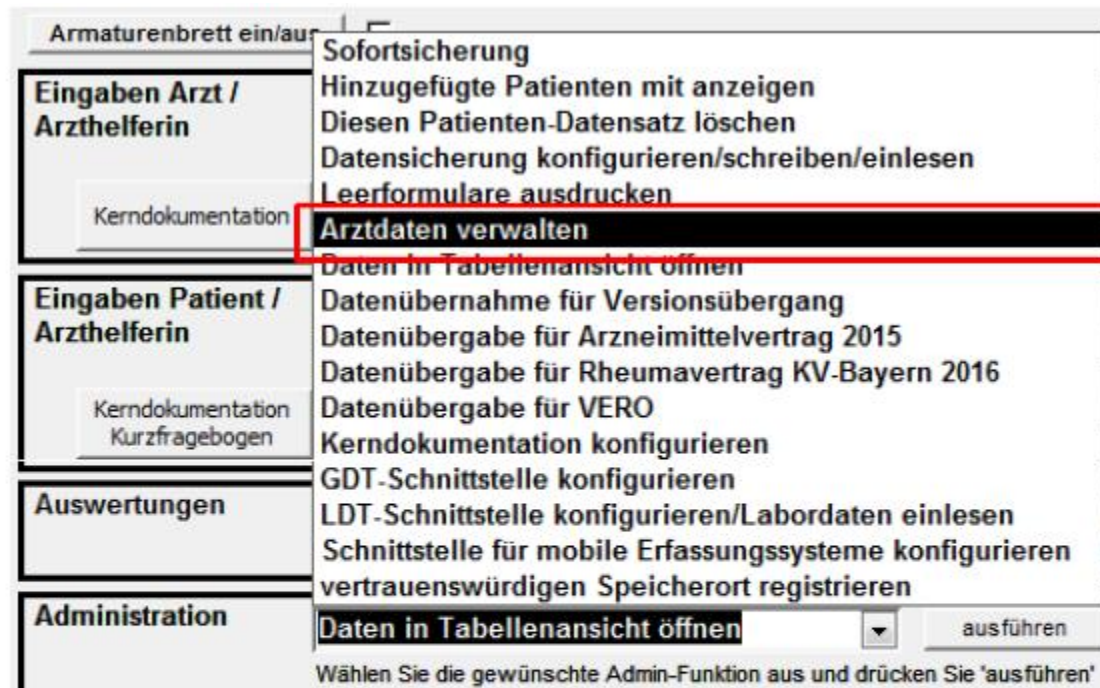 Armaturenbrett ein/aus
Sofortsicherung
Hinzugefügte Patienten mit anzeigen
Diesen Patienten-Datensatz löschen
Datensicherung konfigurieren/schreiben/einlesen
Leerformulare ausdrucken
Arztdaten verwalten
Daten in Tabellenansicht öffnen
Datenübernahme für Versionsübergang
Datenübergabe für Arzneimittelvertrag 2015
Datenübergabe für Rheumavertrag KV-Bayern 2016
Datenübergabe für VERO
Kerndokumentation konfigurieren
GDT-Schnittstelle konfigurieren
LDT-Schnittstelle konfigurieren/Labordaten einlesen
Schnittstelle für mobile Erfassungssysteme konfigurieren
vertrauenswürdigen Speicherort registrieren
Eingaben Arzt /
Arzthelferin
Kerndokumentation
Eingaben Patient /
Arzthelferin
Kerndokumentation
Kurzfragebogen
Auswertungen
Administration
Daten in Tabellenansicht öffnen
ausführen
Wählen Sie die gewünschte Admin-Funktion aus und drücken Sie 'ausführen'